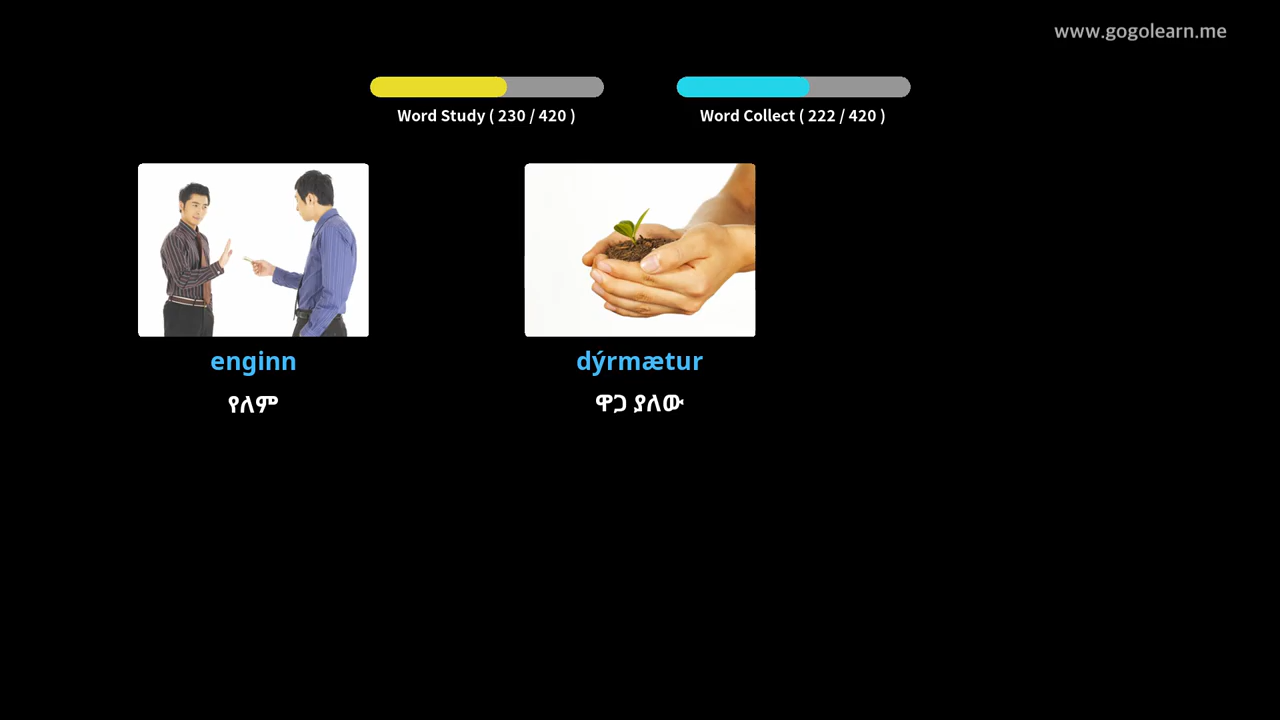 www.gogolearn.me
Word Study ( 230 / 420 )
Word Collect ( 222 / 420 )
enginn
የለም
dýrmætur
ዋጋ ያለው